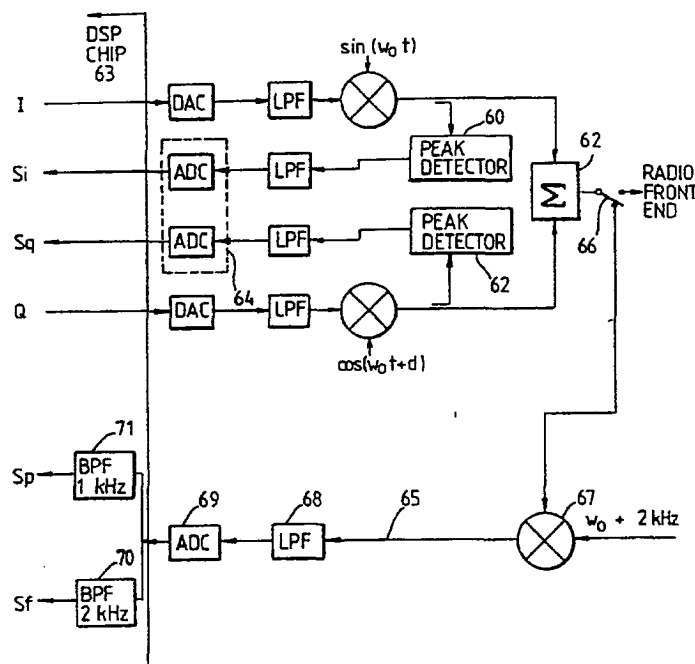 DSP
CHIP
63
sin(w₀t)
I
DAC
LPF
60
Si
ADC
LPF
PEAK
DETECTOR
62
Σ
RADIO
FRONT
END
66
Sq
ADC
LPF
PEAK
DETECTOR
64
62
Q
DAC
LPF
cos(w₀t+d)
71
Sp
BPF
1 kHz
69
68
65
67
ADC
LPF
w₀ + 2kHz
70
Sf
BPF
2 kHz